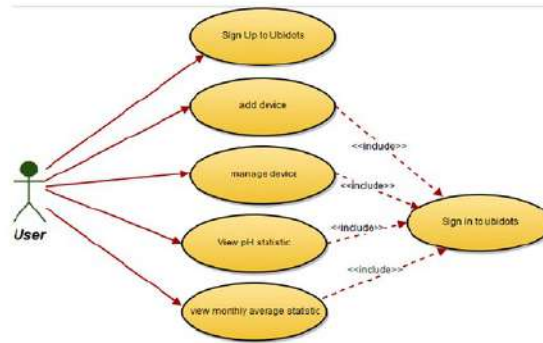 Sign Up to Ubidots
add device
<<include>>
manage device
<<include>>
Sign in to ubidots
User
View pH statistic
<<include>>
<<include>>
view monthly average statistic